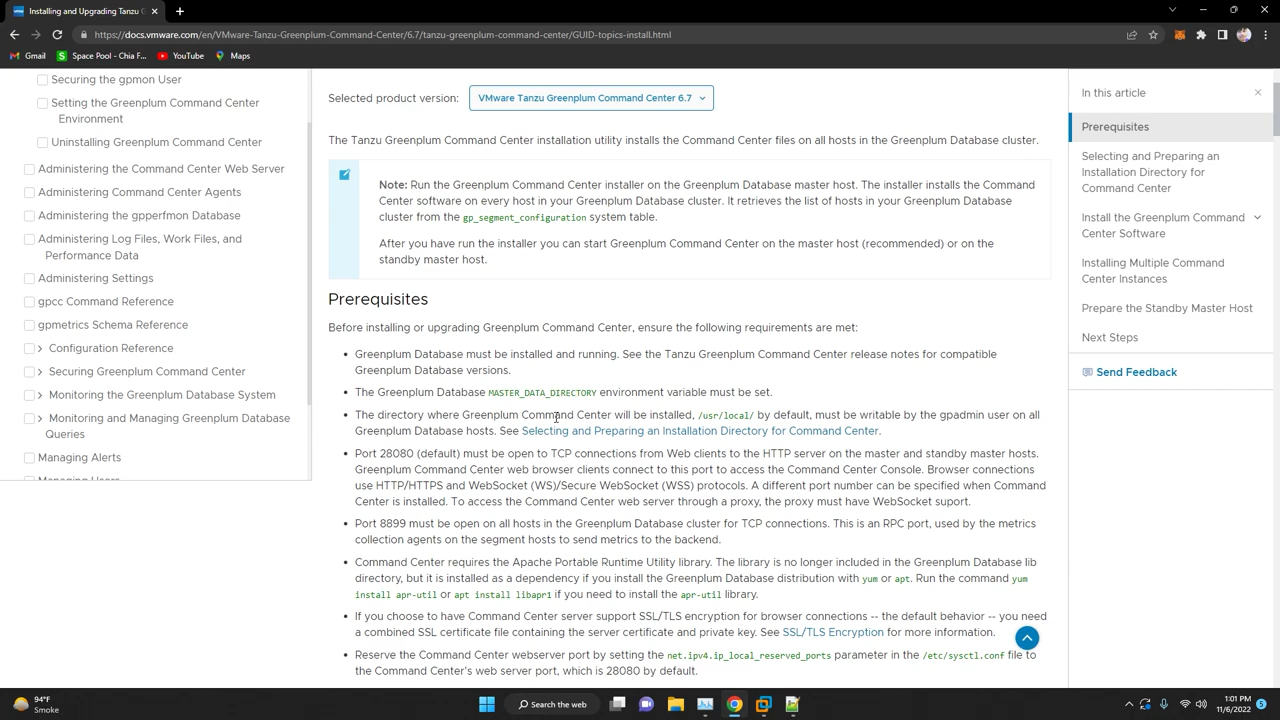 Installing and Upgrading Tanzu G
https://docs.vmware.com/en/VMware-Tanzu-Greenplum-Command-Center/6.7/tanzu-greenplum-command-center/GUID-topics-install.html
Gmail
Space Pool - Chia F...
YouTube
Maps
Securing the gpmon User
Setting the Greenplum Command Center
Environment
Uninstalling Greenplum Command Center
Administering the Command Center Web Server
Administering Command Center Agents
Administering the gpperfmon Database
Administering Log Files, Work Files, and
Performance Data
Administering Settings
gpcc Command Reference
gpmetrics Schema Reference
Configuration Reference
Securing Greenplum Command Center
Monitoring the Greenplum Database System
Monitoring and Managing Greenplum Database
Queries
Managing Alerts
Selected product version:
VMware Tanzu Greenplum Command Center 6.7
The Tanzu Greenplum Command Center installation utility installs the Command Center files on all hosts in the Greenplum Database cluster.
Note: Run the Greenplum Command Center installer on the Greenplum Database master host. The installer installs the Command
Center software on every host in your Greenplum Database cluster. It retrieves the list of hosts in your Greenplum Database
cluster from the gp_segment_configuration system table.
After you have run the installer you can start Greenplum Command Center on the master host (recommended) or on the
standby master host.
Prerequisites
Before installing or upgrading Greenplum Command Center, ensure the following requirements are met:
• Greenplum Database must be installed and running. See the Tanzu Greenplum Command Center release notes for compatible
Greenplum Database versions.
• The Greenplum Database MASTER_DATA_DIRECTORY environment variable must be set.
• The directory where Greenplum Command Center will be installed, /usr/local/ by default, must be writable by the gpadmin user on all
Greenplum Database hosts. See Selecting and Preparing an Installation Directory for Command Center.
• Port 28080 (default) must be open to TCP connections from Web clients to the HTTP server on the master and standby master hosts.
Greenplum Command Center web browser clients connect to this port to access the Command Center Console. Browser connections
use HTTP/HTTPS and WebSocket (WS)/Secure WebSocket (WSS) protocols. A different port number can be specified when Command
Center is installed. To access the Command Center web server through a proxy, the proxy must have WebSocket suport.
• Port 8899 must be open on all hosts in the Greenplum Database cluster for TCP connections. This is an RPC port, used by the metrics
collection agents on the segment hosts to send metrics to the backend.
• Command Center requires the Apache Portable Runtime Utility library. The library is no longer included in the Greenplum Database lib
directory, but it is installed as a dependency if you install the Greenplum Database distribution with yum or apt. Run the command yum
install apr-util or apt install libapr1 if you need to install the apr-util library.
• If you choose to have Command Center server support SSL/TLS encryption for browser connections -- the default behavior -- you need
a combined SSL certificate file containing the server certificate and private key. See SSL/TLS Encryption for more information.
• Reserve the Command Center webserver port by setting the net.ipv4.ip_local_reserved_ports parameter in the /etc/sysctl.conf file to
the Command Center's web server port, which is 28080 by default.
In this article
Prerequisites
Selecting and Preparing an
Installation Directory for
Command Center
Install the Greenplum Command
Center Software
Installing Multiple Command
Center Instances
Prepare the Standby Master Host
Next Steps
Send Feedback
94°F
Smoke
Search the web
1:01 PM
11/6/2022